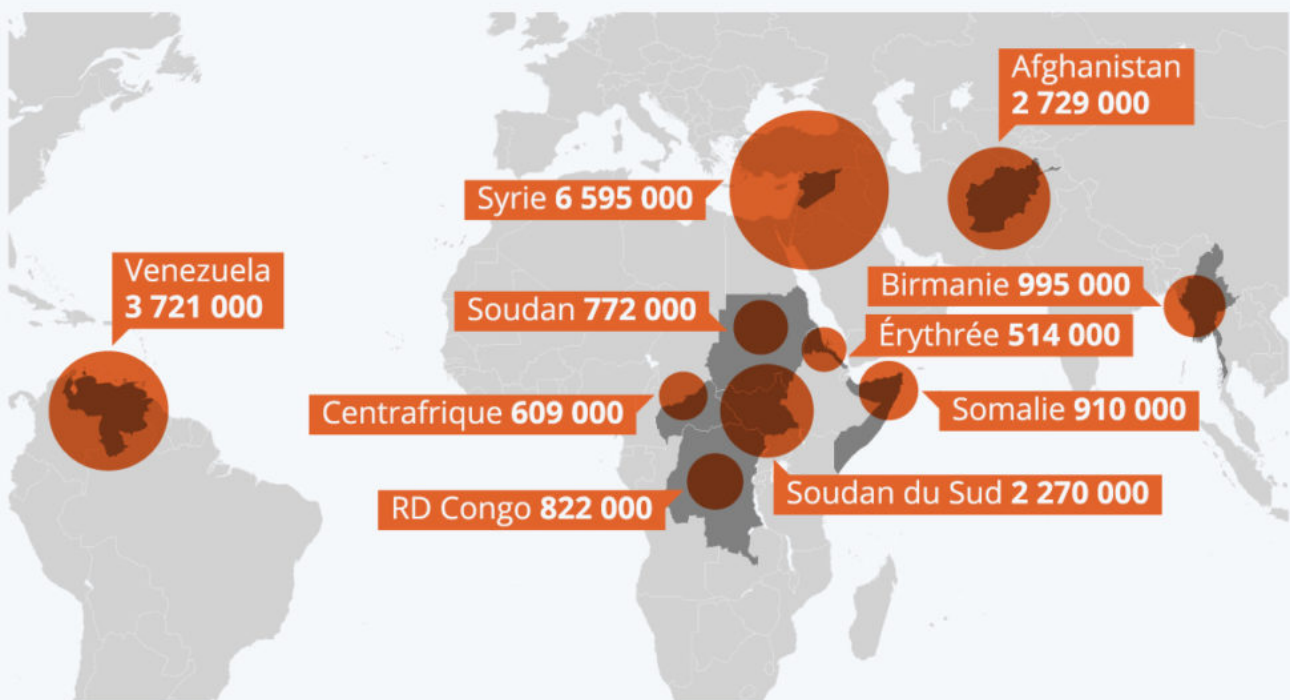 Afghanistan
2 729 000
Syrie 6 595 000
Venezuela
3 721 000
Birmanie 995 000
Soudan 772 000
Érythrée 514 000
Centrafrique 609 000
Somalie 910 000
Soudan du Sud 2 270 000
RD Congo 822 000